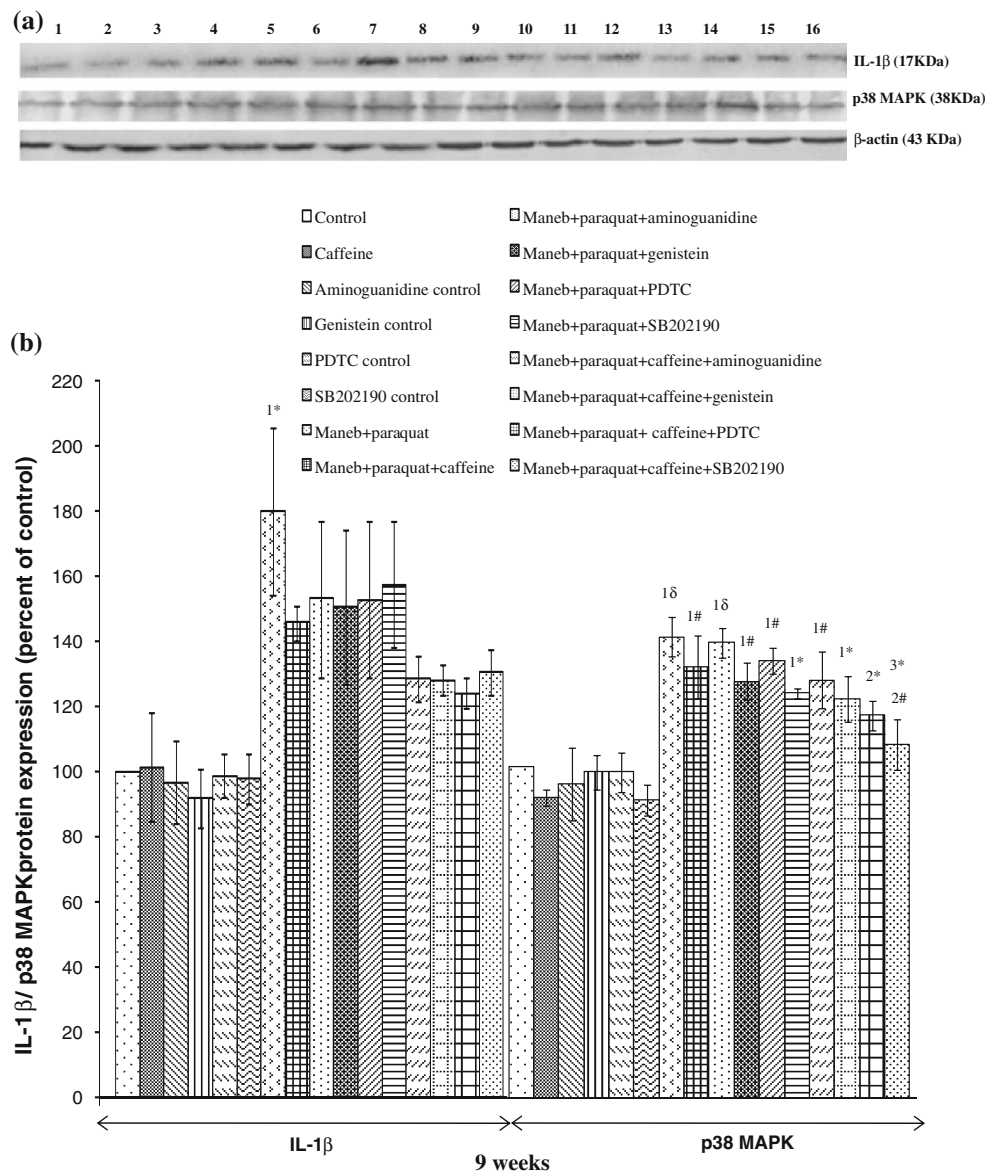 (a)
1 2 3 4 5 6 7 8 9 10 11 12 13 14 15 16
IL-1β (17KDa)
p38 MAPK (38KDa)
β-actin (43 KDa)
Control
Caffeine
Aminoguanidine control
Genistein control
PDTC control
SB202190 control
Maneb+paraquat
Maneb+paraquat+caffeine
Maneb+paraquat+aminoguanidine
Maneb+paraquat+genistein
Maneb+paraquat+PDTC
Maneb+paraquat+SB202190
Maneb+paraquat+caffeine+aminoguanidine
Maneb+paraquat+caffeine+genistein
Maneb+paraquat+ caffeine+PDTC
Maneb+paraquat+caffeine+SB202190
(b)
IL-1β/ p38 MAPKprotein expression (percent of control)
220
200
180
160
140
120
100
80
60
40
20
0
1*
1δ
1#
1δ
1#
1#
1*
1#
1*
2*
3*
2#
IL-1β
p38 MAPK
9 weeks